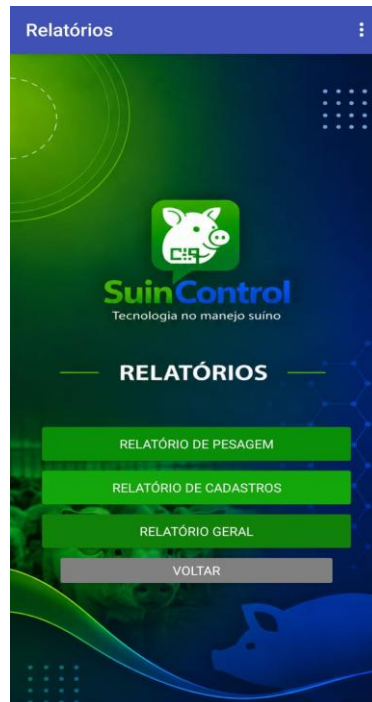 Relatórios
SuinControl
Tecnologia no manejo suíno
RELATÓRIOS
RELATÓRIO DE PESAGEM
RELATÓRIO DE CADASTROS
RELATÓRIO GERAL
VOLTAR